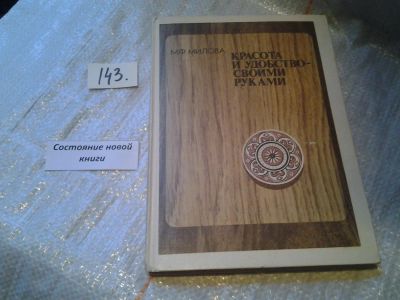 143.
Состояние новой
книги
М·Ф·МИЛОВА
КРАСОТА
И УДОБСТВО-
СВОИМИ
РУКАМИ